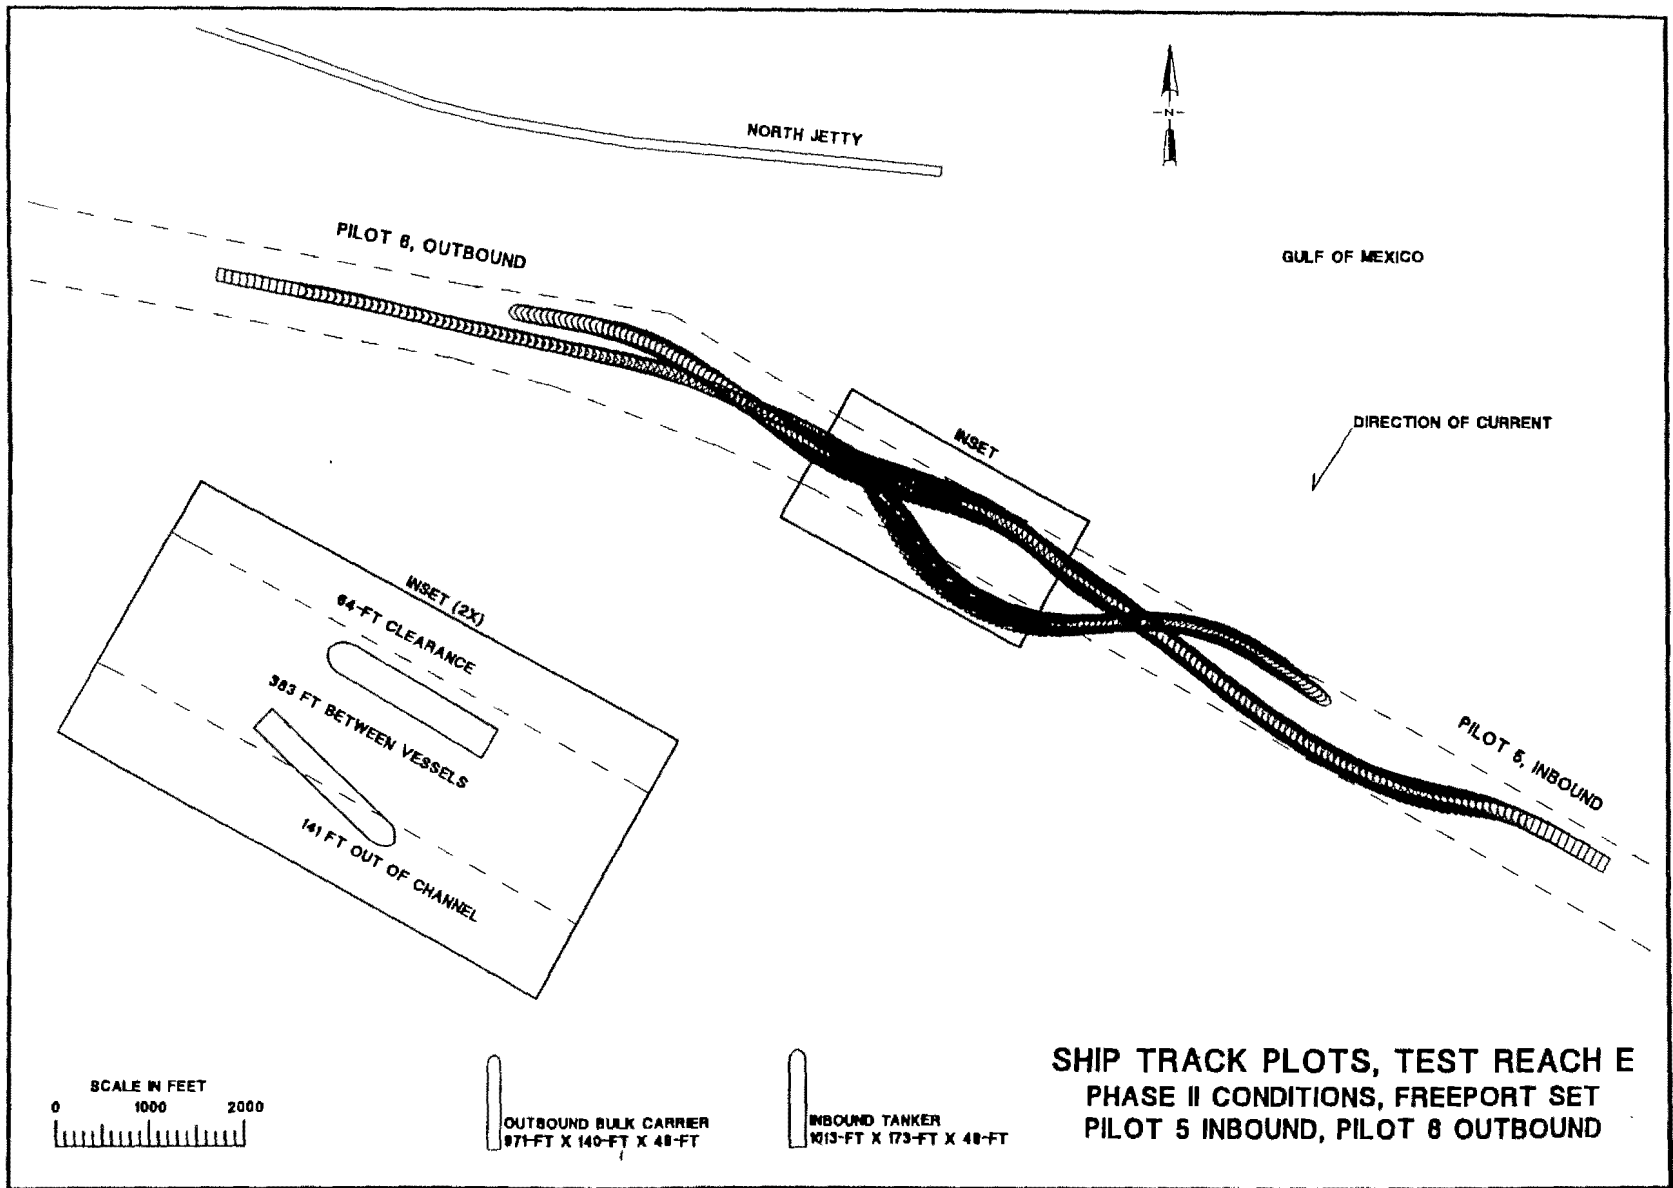 NORTH JETTY
N
PILOT 6, OUTBOUND
GULF OF MEXICO
DIRECTION OF CURRENT
INSET
INSET (2X)
64-FT CLEARANCE
383 FT BETWEEN VESSELS
141 FT OUT OF CHANNEL
PILOT 5, INBOUND
SCALE IN FEET
0 1000 2000
OUTBOUND BULK CARRIER
971-FT X 140-FT X 48-FT
INBOUND TANKER
1013-FT X 173-FT X 48-FT
SHIP TRACK PLOTS, TEST REACH E
PHASE II CONDITIONS, FREEPORT SET
PILOT 5 INBOUND, PILOT 6 OUTBOUND